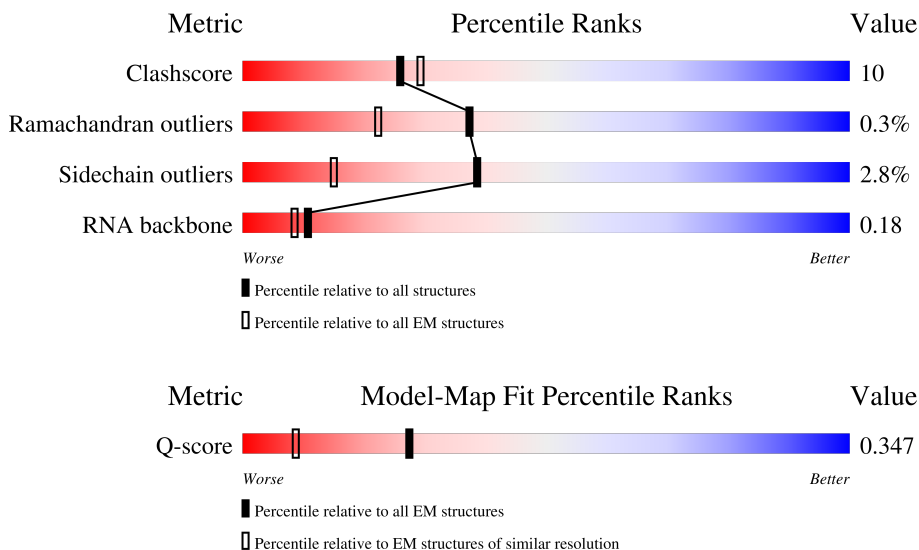 Metric Percentile Ranks Value
Clashscore 10
Ramachandran outliers 0.3%
Sidechain outliers 2.8%
RNA backbone 0.18
Worse Better
Percentile relative to all structures
Percentile relative to all EM structures
Metric Model-Map Fit Percentile Ranks Value
Q-score 0.347
Worse Better
Percentile relative to all EM structures
Percentile relative to EM structures of similar resolution